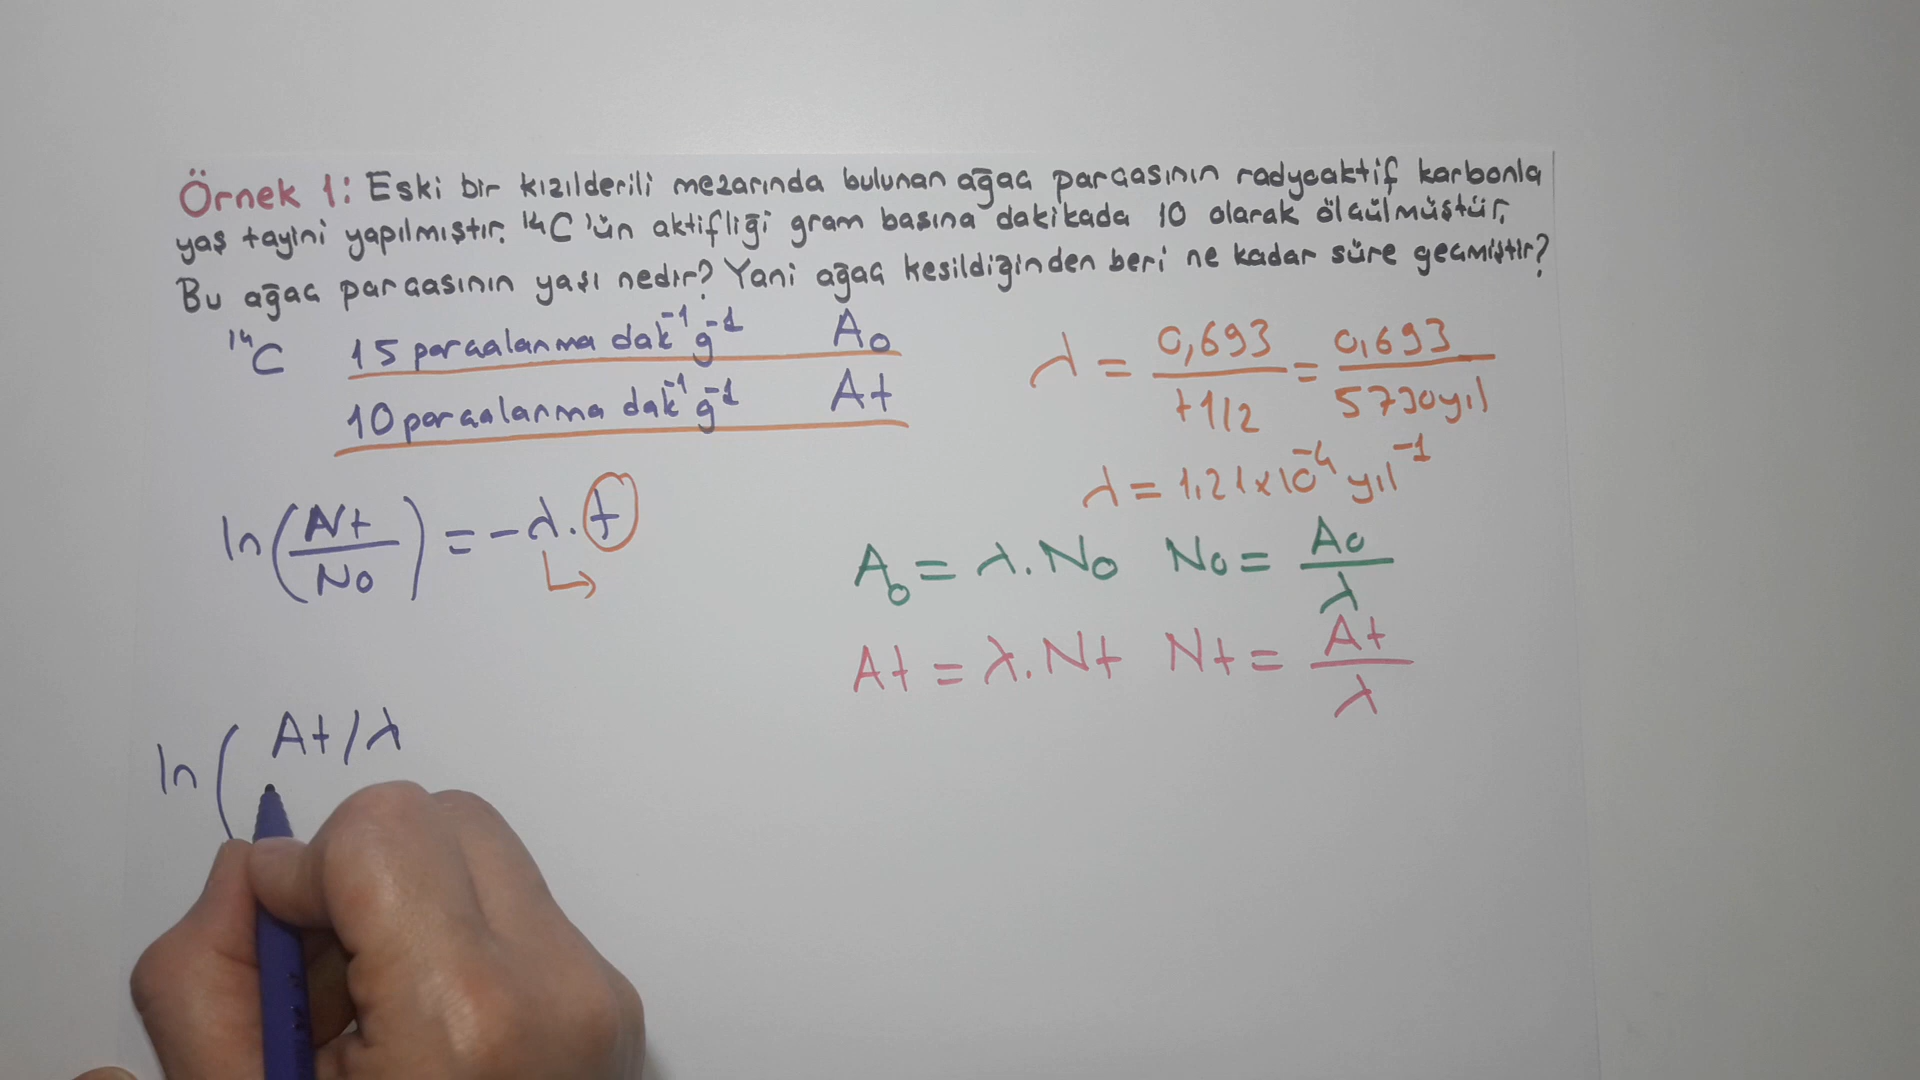 Örnek 1: Eski bir kızılderili mezarında bulunan ağaç parçasının radyoaktif karbonla
yaş tayini yapılmıştır. ¹⁴C'ün aktifliği gram başına dakikada 10 olarak ölçülmüştür.
Bu ağaç parçasının yaşı nedir? Yani ağaç kesildiğinden beri ne kadar süre geçmiştir?
¹⁴C 15 parçalanma dak⁻¹ g⁻¹ A₀
10 parçalanma dak⁻¹ g⁻¹ At
λ = 0,693 / t1/2 = 0,693 / 5730 yıl
λ = 1.21 x 10⁻⁴ yıl⁻¹
ln(Nt/No) = -λ.t
A₀ = λ.N₀ N₀ = A₀/λ
At = λ.Nt Nt = At/λ
ln( At/λ